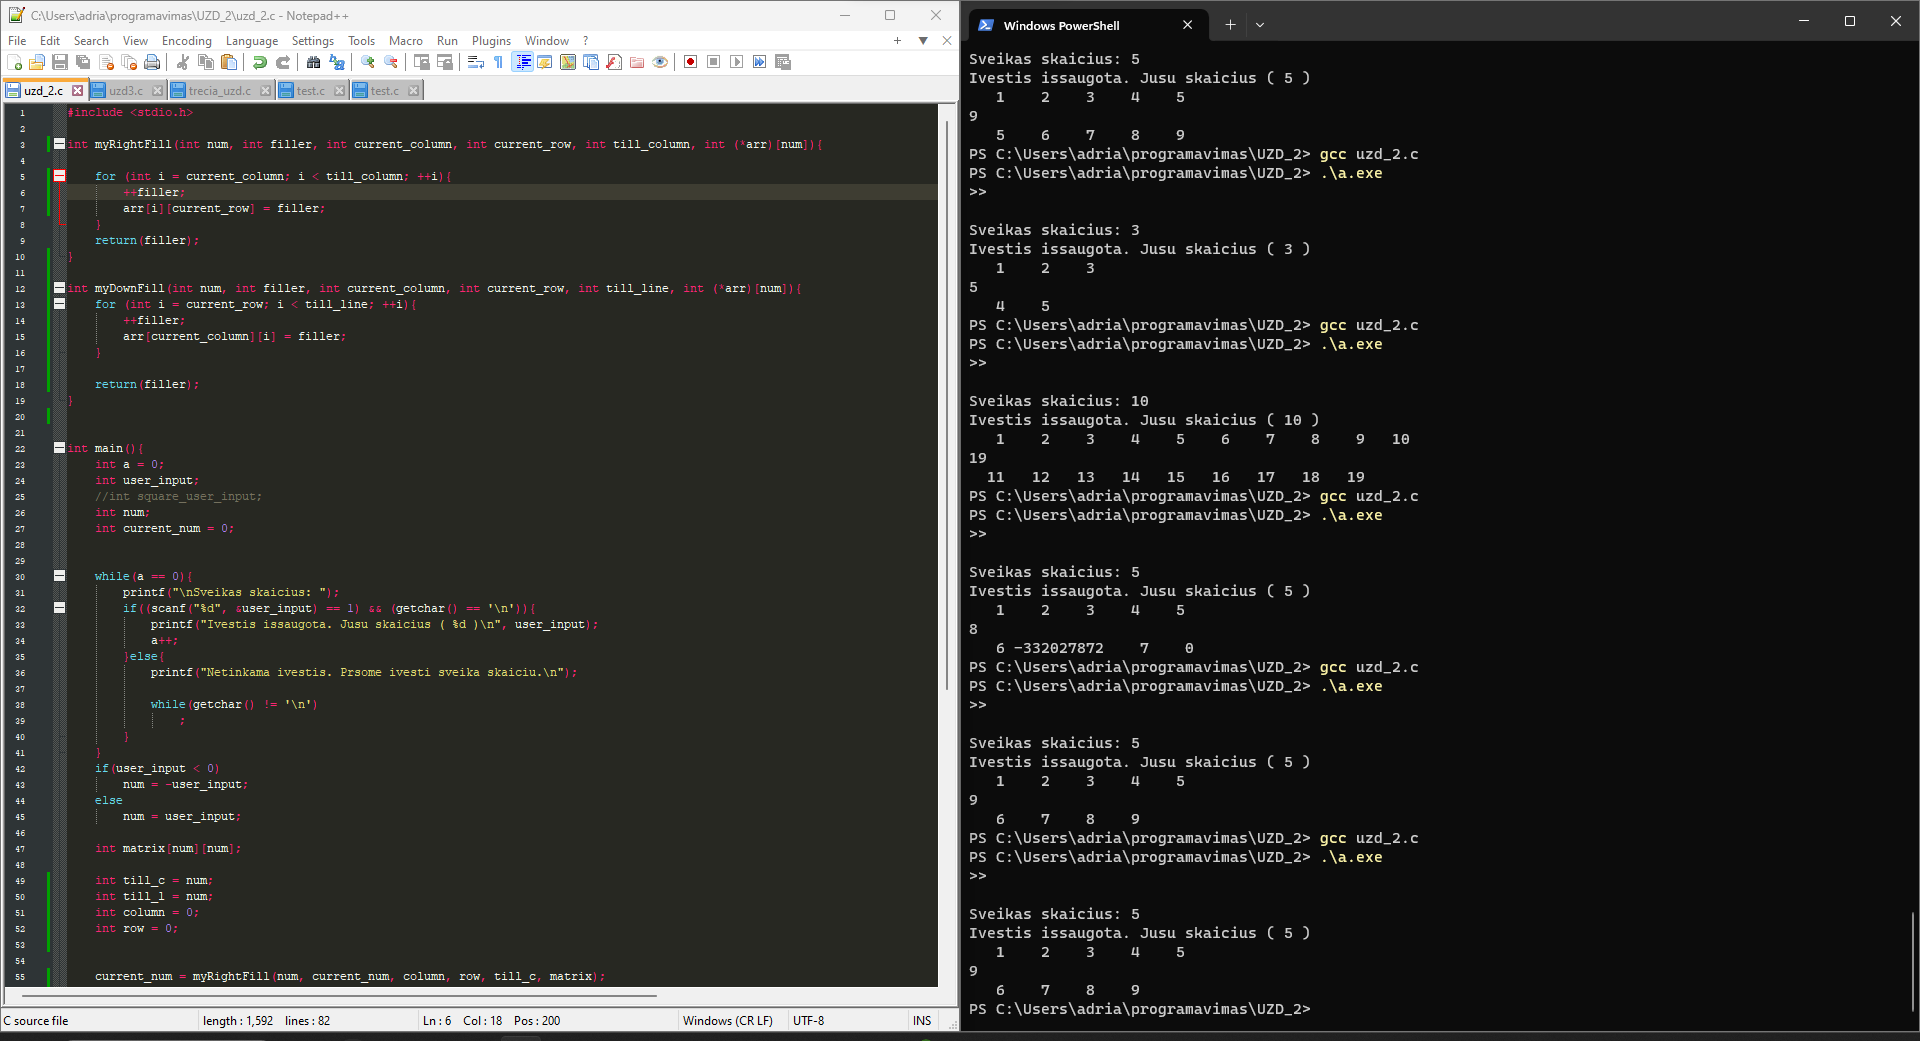 C:\Users\adria\programavimas\UZD_2\uzd_2.c - Notepad++
File Edit Search View Encoding Language Settings Tools Macro Run Plugins Window ?
uzd_2.c uzd3.c trecia_uzd.c test.c test.c
1 #include <stdio.h>
2
3 int myRightFill(int num, int filler, int current_column, int current_row, int till_column, int (*arr)[num]){
4
5 for (int i = current_column; i < till_column; ++i){
6 ++filler;
7 arr[i][current_row] = filler;
8 }
9 return(filler);
10 }
11
12 int myDownFill(int num, int filler, int current_column, int current_row, int till_line, int (*arr)[num]){
13 for (int i = current_row; i < till_line; ++i){
14 ++filler;
15 arr[current_column][i] = filler;
16 }
17
18 return(filler);
19 }
20
21
22 int main(){
23 int a = 0;
24 int user_input;
25 //int square_user_input;
26 int num;
27 int current_num = 0;
28
29
30 while(a == 0){
31 printf("\nSveikas skaicius: ");
32 if((scanf("%d", &user_input) == 1) && (getchar() == '\n')){
33 printf("Ivestis issaugota. Jusu skaicius ( %d )\n", user_input);
34 a++;
35 }else{
36 printf("Netinkama ivestis. Prsome ivesti sveika skaiciu.\n");
37
38 while(getchar() != '\n')
39 ;
40 }
41 }
42 if(user_input < 0)
43 num = -user_input;
44 else
45 num = user_input;
46
47 int matrix[num][num];
48
49 int till_c = num;
50 int till_l = num;
51 int column = 0;
52 int row = 0;
53
54
55 current_num = myRightFill(num, current_num, column, row, till_c, matrix);
C source file length : 1,592 lines : 82 Ln : 6 Col : 18 Pos : 200 Windows (CR LF) UTF-8 INS
Windows PowerShell
Sveikas skaicius: 5
Ivestis issaugota. Jusu skaicius ( 5 )
1 2 3 4 5
9
5 6 7 8 9
PS C:\Users\adria\programavimas\UZD_2> gcc uzd_2.c
PS C:\Users\adria\programavimas\UZD_2> .\a.exe
>>
Sveikas skaicius: 3
Ivestis issaugota. Jusu skaicius ( 3 )
1 2 3
5
4 5
PS C:\Users\adria\programavimas\UZD_2> gcc uzd_2.c
PS C:\Users\adria\programavimas\UZD_2> .\a.exe
>>
Sveikas skaicius: 10
Ivestis issaugota. Jusu skaicius ( 10 )
1 2 3 4 5 6 7 8 9 10
19
11 12 13 14 15 16 17 18 19
PS C:\Users\adria\programavimas\UZD_2> gcc uzd_2.c
PS C:\Users\adria\programavimas\UZD_2> .\a.exe
>>
Sveikas skaicius: 5
Ivestis issaugota. Jusu skaicius ( 5 )
1 2 3 4 5
8
6 -332027872 7 0
PS C:\Users\adria\programavimas\UZD_2> gcc uzd_2.c
PS C:\Users\adria\programavimas\UZD_2> .\a.exe
>>
Sveikas skaicius: 5
Ivestis issaugota. Jusu skaicius ( 5 )
1 2 3 4 5
9
6 7 8 9
PS C:\Users\adria\programavimas\UZD_2> gcc uzd_2.c
PS C:\Users\adria\programavimas\UZD_2> .\a.exe
>>
Sveikas skaicius: 5
Ivestis issaugota. Jusu skaicius ( 5 )
1 2 3 4 5
9
6 7 8 9
PS C:\Users\adria\programavimas\UZD_2>